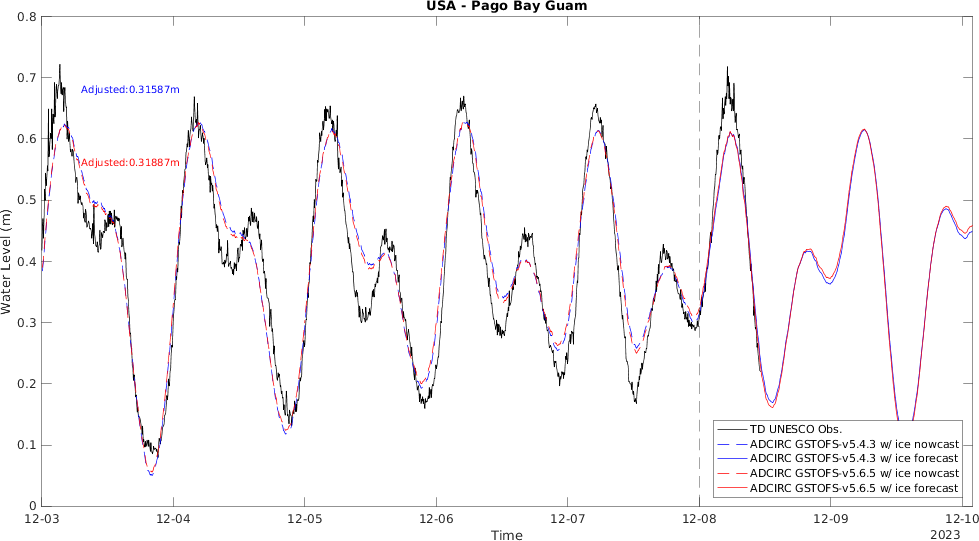 USA - Pago Bay Guam
0.8
0.7
0.6
0.5
0.4
0.3
0.2
0.1
0
Water Level (m)
Adjusted:0.31587m
Adjusted:0.31887m
TD UNESCO Obs.
ADCIRC GSTOFS-v5.4.3 w/ ice nowcast
ADCIRC GSTOFS-v5.4.3 w/ ice forecast
ADCIRC GSTOFS-v5.6.5 w/ ice nowcast
ADCIRC GSTOFS-v5.6.5 w/ ice forecast
12-03 12-04 12-05 12-06 12-07 12-08 12-09 12-10
Time
2023